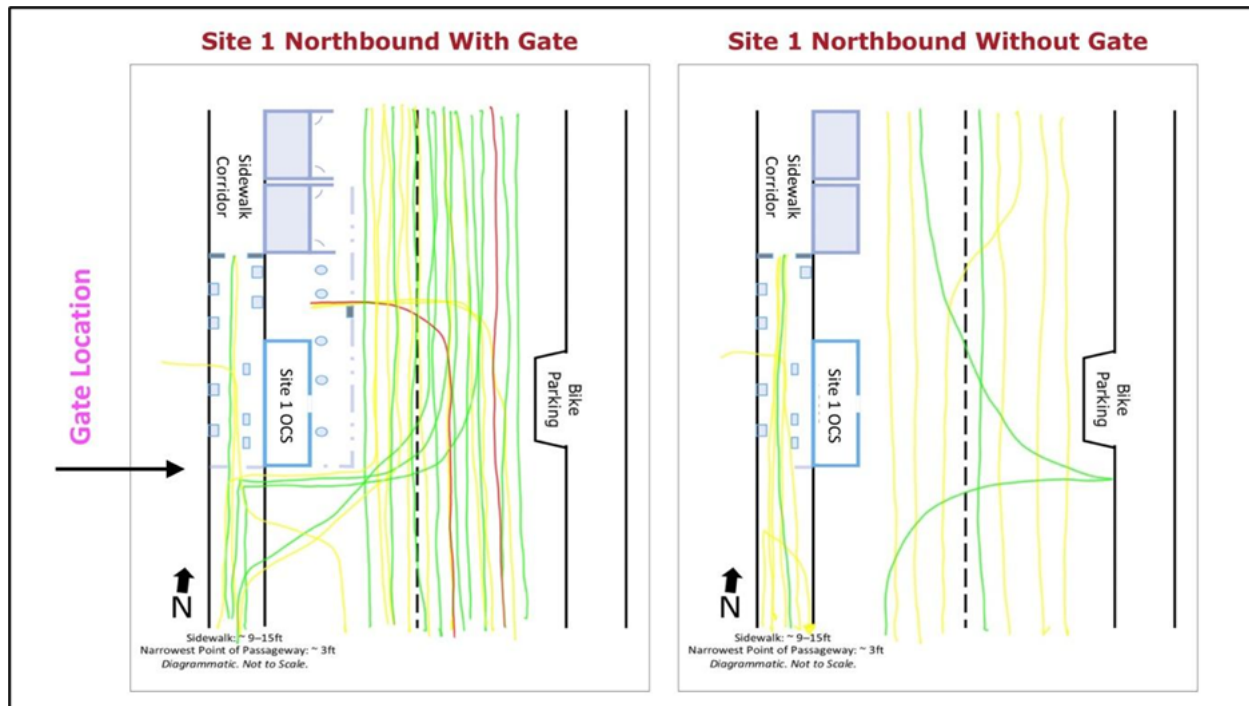 Site 1 Northbound With Gate
Site 1 Northbound Without Gate
Gate Location
Sidewalk
Corridor
Site 1 OCS
Bike
Parking
N
Sidewalk: ~ 9–15ft
Narrowest Point of Passageway: ~ 3ft
Diagrammatic. Not to Scale.
Sidewalk
Corridor
Site 1 OCS
Bike
Parking
N
Sidewalk: ~ 9–15ft
Narrowest Point of Passageway: ~ 3ft
Diagrammatic. Not to Scale.